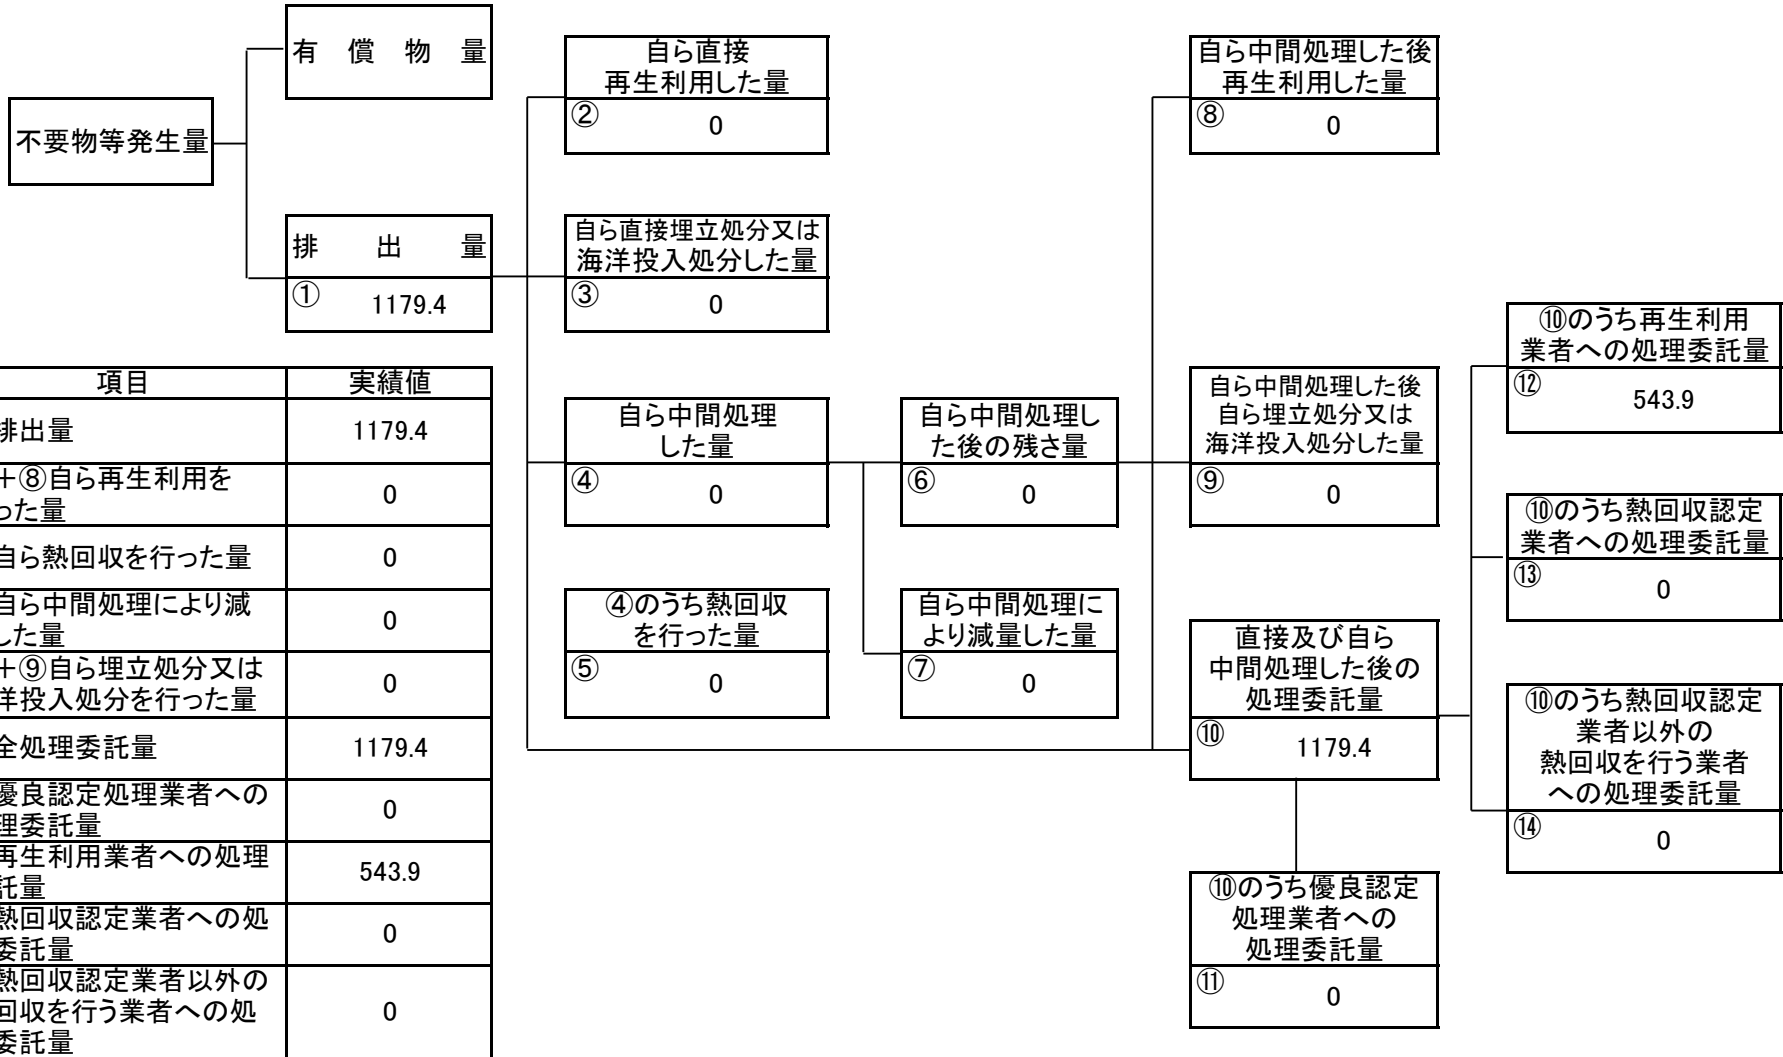 有償物量
不要物等発生量
排出量
①
1179.4
自ら直接
再生利用した量
②
0
自ら直接埋立処分又は
海洋投入処分した量
③
0
自ら中間処理
した量
④
0
④のうち熱回収
を行った量
⑤
0
自ら中間処理し
た後の残さ量
⑥
0
自ら中間処理に
より減量した量
⑦
0
自ら中間処理した後
再生利用した量
⑧
0
自ら中間処理した後
自ら埋立処分又は
海洋投入処分した量
⑨
0
直接及び自ら
中間処理した後の
処理委託量
⑩
1179.4
⑩のうち優良認定
処理業者への
処理委託量
⑪
0
⑩のうち再生利用
業者への処理委託量
⑫
543.9
⑩のうち熱回収認定
業者への処理委託量
⑬
0
⑩のうち熱回収認定
業者以外の
熱回収を行う業者
への処理委託量
⑭
0
項目 実績値
排出量 1179.4
+⑧自ら再生利用を
った量 0
自ら熱回収を行った量 0
自ら中間処理により減
した量 0
+⑨自ら埋立処分又は
洋投入処分を行った量 0
全処理委託量 1179.4
優良認定処理業者への
理委託量 0
再生利用業者への処理
託量 543.9
熱回収認定業者への処
委託量 0
熱回収認定業者以外の
回収を行う業者への処
委託量 0